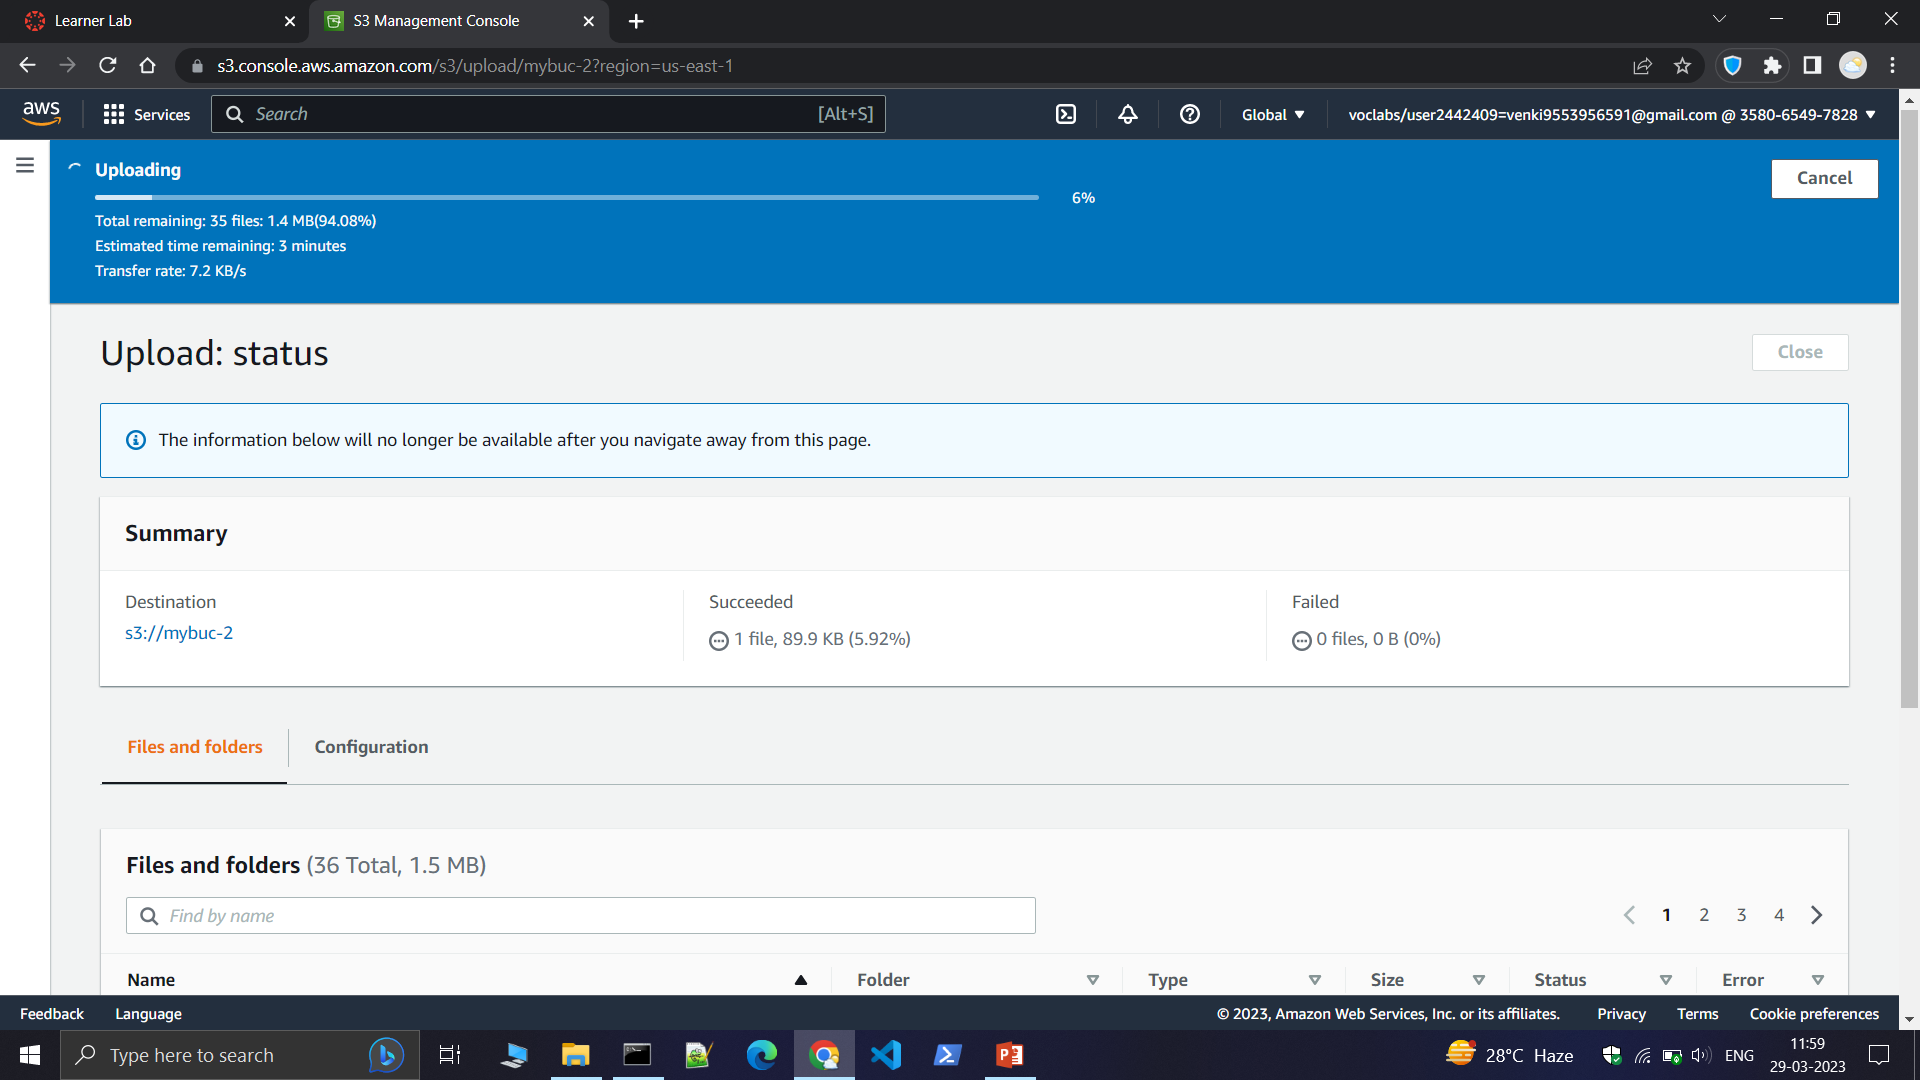 Learner Lab
S3 Management Console
s3.console.aws.amazon.com/s3/upload/mybuc-2?region=us-east-1
aws
Services
Search
[Alt+S]
Global
voclabs/user2442409=venki9553956591@gmail.com @ 3580-6549-7828
Uploading
6%
Cancel
Total remaining: 35 files: 1.4 MB(94.08%)
Estimated time remaining: 3 minutes
Transfer rate: 7.2 KB/s
Upload: status
Close
The information below will no longer be available after you navigate away from this page.
Summary
Destination
s3://mybuc-2
Succeeded
1 file, 89.9 KB (5.92%)
Failed
0 files, 0 B (0%)
Files and folders
Configuration
Files and folders (36 Total, 1.5 MB)
Find by name
1 2 3 4
Name Folder Type Size Status Error
Feedback Language
© 2023, Amazon Web Services, Inc. or its affiliates. Privacy Terms Cookie preferences
Type here to search
28°C Haze
ENG
11:59
29-03-2023